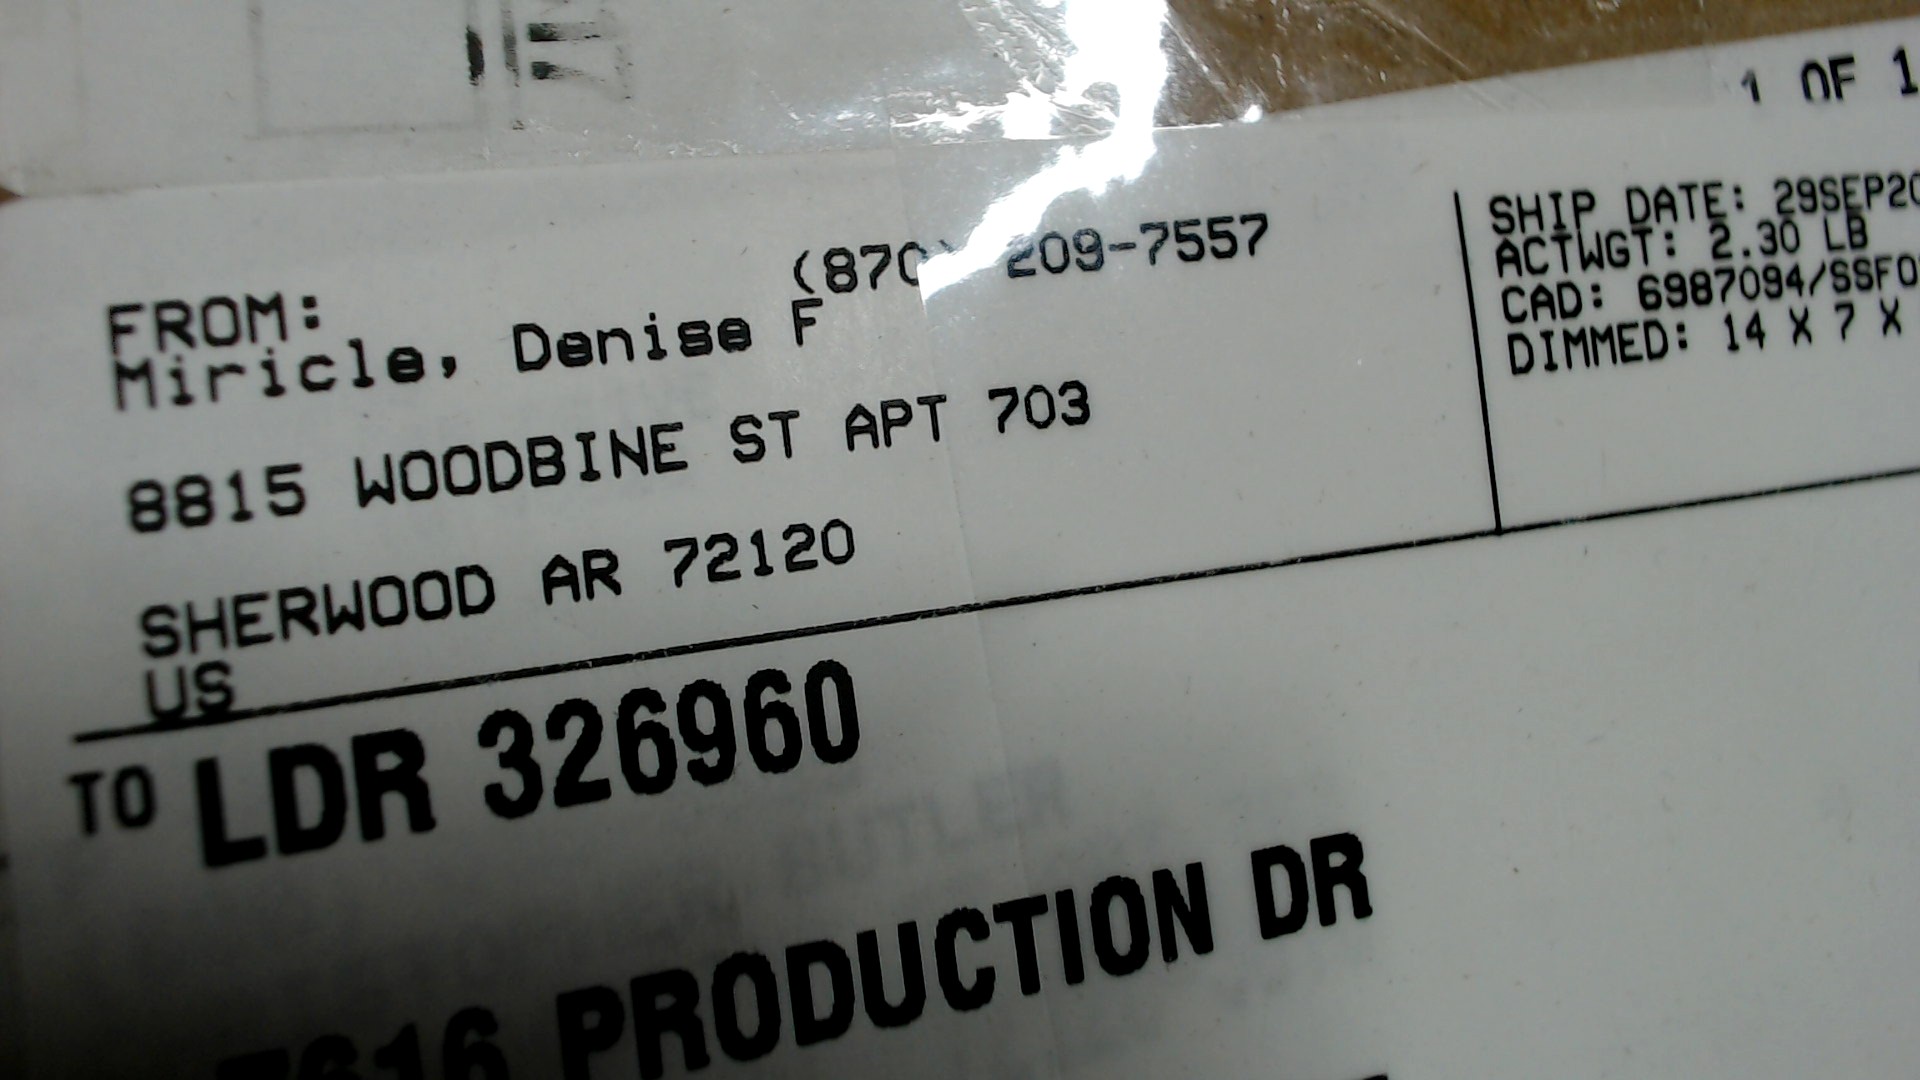 1 OF 1
(870) 209-7557
FROM:
Miricle, Denise F
8815 WOODBINE ST APT 703
SHERWOOD AR 72120
US
SHIP DATE: 29SEP20
ACTWGT: 2.30 LB
CAD: 6987094/SSFO
DIMMED: 14 X 7 X
TO LDR 326960
7616 PRODUCTION DR